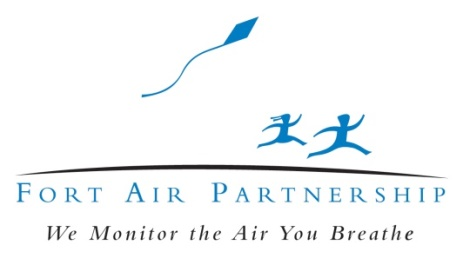 FORT AIR PARTNERSHIP
We Monitor the Air You Breathe